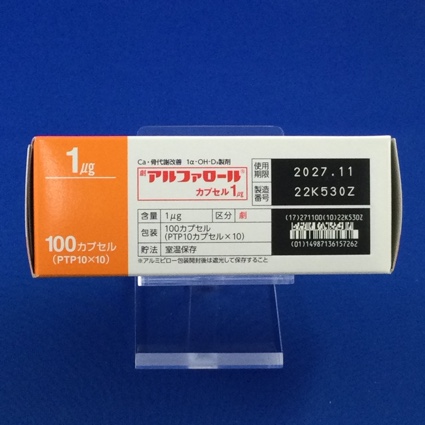 1μg
100カプセル
(PTP10×10)
Ca・骨代謝改善 1α-OH-D₃製剤
劇 アルファロール®
カプセル1μg
含量 1μg 区分 劇
包装 100カプセル
(PTP10カプセル×10)
貯法 室温保存
※アルミピロー包装開封後は遮光して保存すること
使用期限 2027.11
製造番号 22K530Z
(17)271100(10)22K530Z
(01)14987136157262